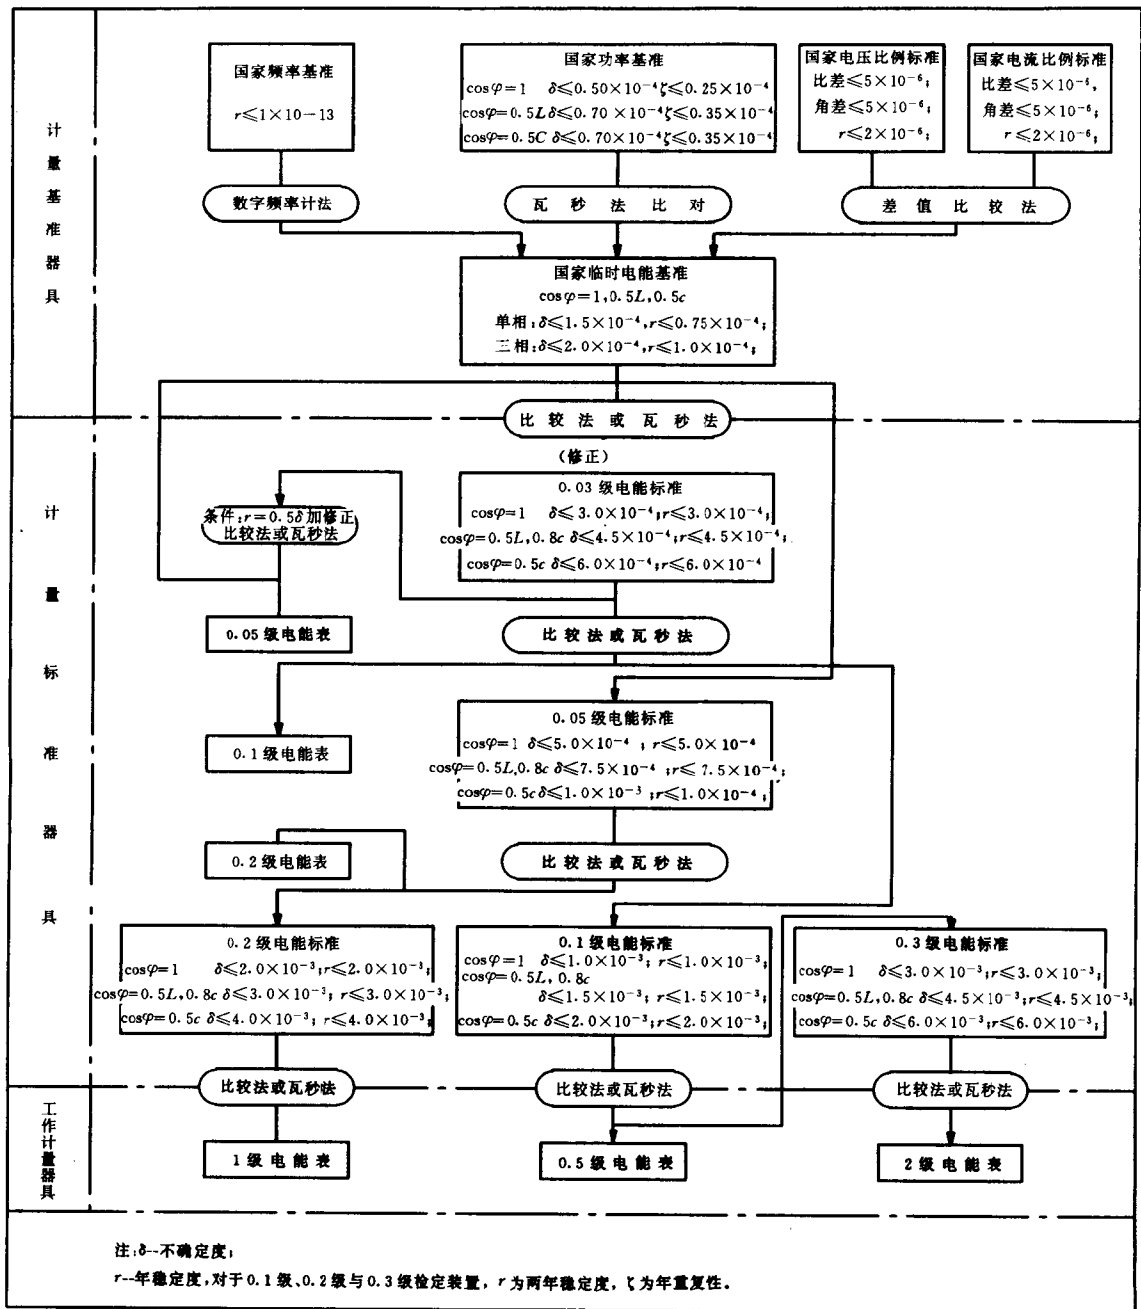 计量基准器具
国家频率基准
r≤1×10−13
国家功率基准
cosφ=1 δ≤0.50×10⁻⁴ζ≤0.25×10⁻⁴
cosφ=0.5L δ≤0.70×10⁻⁴ζ≤0.35×10⁻⁴
cosφ=0.5C δ≤0.70×10⁻⁴ζ≤0.35×10⁻⁴
国家电压比例标准
比差≤5×10⁻⁶;
角差≤5×10⁻⁶;
r≤2×10⁻⁶;
国家电流比例标准
比差≤5×10⁻⁶,
角差≤5×10⁻⁶;
r≤2×10⁻⁶;
数字频率计法
瓦秒法比对
差值比较法
国家临时电能基准
cosφ=1,0.5L,0.5c
单相:δ≤1.5×10⁻⁴,r≤0.75×10⁻⁴;
三相:δ≤2.0×10⁻⁴,r≤1.0×10⁻⁴;
比较法或瓦秒法
(修正)
计量标准器具
条件:r=0.5δ加修正
比较法或瓦秒法
0.03级电能标准
cosφ=1 δ≤3.0×10⁻⁴;r≤3.0×10⁻⁴;
cosφ=0.5L,0.8c δ≤4.5×10⁻⁴;r≤4.5×10⁻⁴;
cosφ=0.5c δ≤6.0×10⁻⁴;r≤6.0×10⁻⁴
0.05级电能表
比较法或瓦秒法
0.1级电能表
0.05级电能标准
cosφ=1 δ≤5.0×10⁻⁴;r≤5.0×10⁻⁴
cosφ=0.5L,0.8c δ≤7.5×10⁻⁴;r≤7.5×10⁻⁴;
cosφ=0.5c δ≤1.0×10⁻³;r≤1.0×10⁻⁴;
0.2级电能表
比较法或瓦秒法
0.2级电能标准
cosφ=1 δ≤2.0×10⁻³;r≤2.0×10⁻³;
cosφ=0.5L,0.8c δ≤3.0×10⁻³;r≤3.0×10⁻³;
cosφ=0.5c δ≤4.0×10⁻³;r≤4.0×10⁻³;
0.1级电能标准
cosφ=1 δ≤1.0×10⁻³;r≤1.0×10⁻³;
cosφ=0.5L,0.8c
δ≤1.5×10⁻³;r≤1.5×10⁻³;
cosφ=0.5c δ≤2.0×10⁻³;r≤2.0×10⁻³;
0.3级电能标准
cosφ=1 δ≤3.0×10⁻³;r≤3.0×10⁻³;
cosφ=0.5L,0.8c δ≤4.5×10⁻³;r≤4.5×10⁻³;
cosφ=0.5c δ≤6.0×10⁻³;r≤6.0×10⁻³;
比较法或瓦秒法
比较法或瓦秒法
比较法或瓦秒法
工作计量器具
1级电能表
0.5级电能表
2级电能表
注:δ--不确定度;
r--年稳定度,对于0.1级、0.2级与0.3级检定装置,r为两年稳定度,ζ为年重复性。